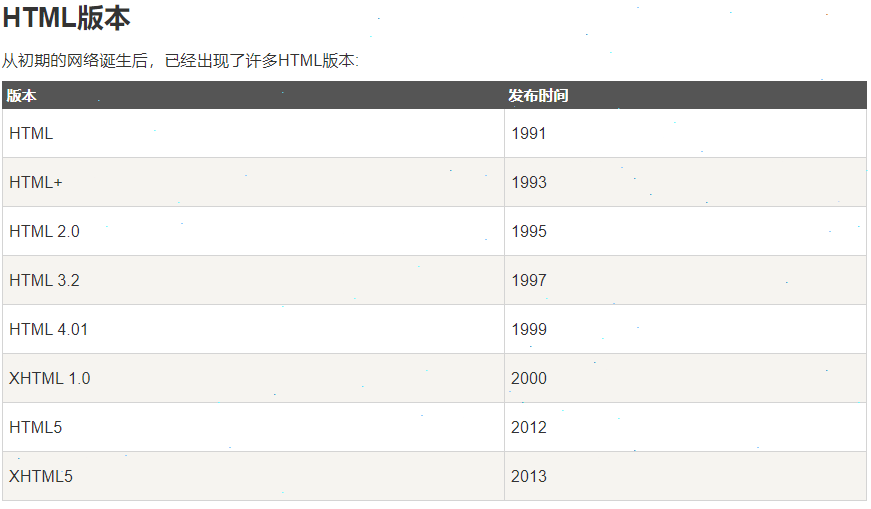 HTML版本
从初期的网络诞生后，已经出现了许多HTML版本:
版本 发布时间
HTML 1991
HTML+ 1993
HTML 2.0 1995
HTML 3.2 1997
HTML 4.01 1999
XHTML 1.0 2000
HTML5 2012
XHTML5 2013